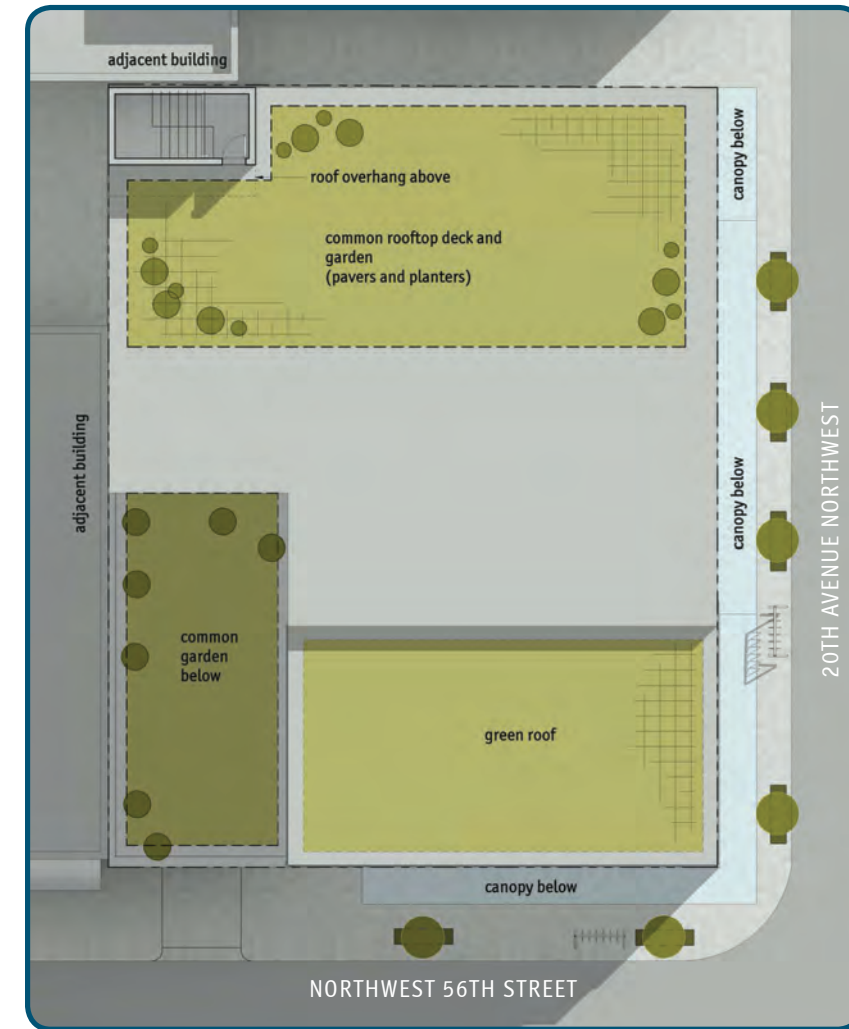 adjacent building
canopy below
roof overhang above
common rooftop deck and
garden
(pavers and planters)
adjacent building
canopy below
20TH AVENUE NORTHWEST
common
garden
below
green roof
canopy below
NORTHWEST 56TH STREET